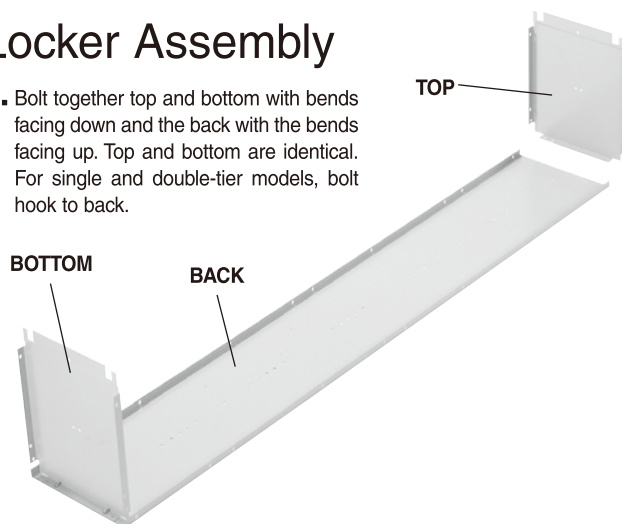 Locker Assembly
. Bolt together top and bottom with bends
facing down and the back with the bends
facing up. Top and bottom are identical.
For single and double-tier models, bolt
hook to back.
TOP
BOTTOM
BACK